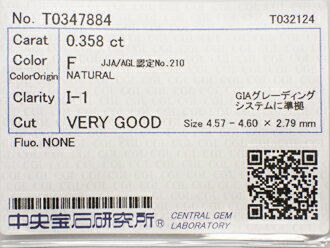 No. T0347884 T032124
Carat 0.358 ct
Color F JJA/AGL認定No.210
ColorOrigin NATURAL
Clarity I-1 GIAグレーディング
システムに準拠
Cut VERY GOOD Size 4.57 - 4.60 × 2.79 mm
Fluo. NONE
中央宝石研究所® CENTRAL GEM
LABORATORY